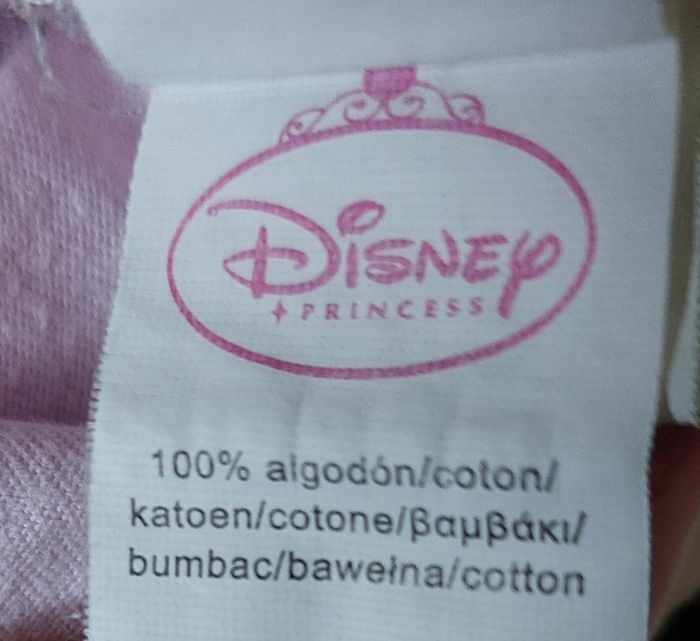 Disney
PRINCESS
100% algodón/coton/
katoen/cotone/βαμβάκι/
bumbac/bawełna/cotton